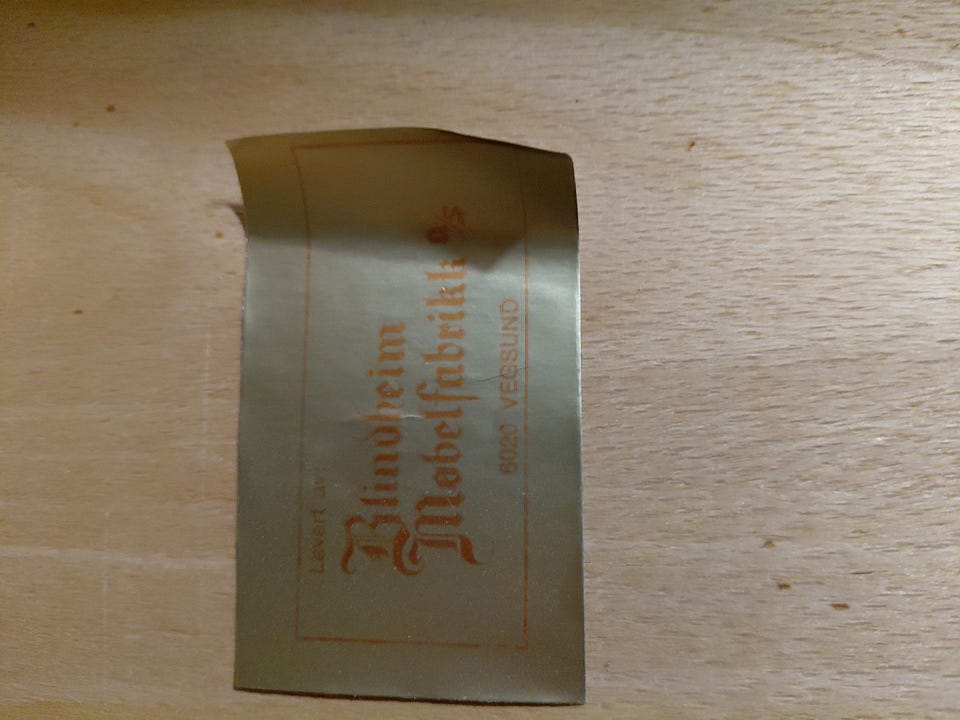 Levert av:
Blindheim
Møbelfabrikk a/s
6020 VEGSUND